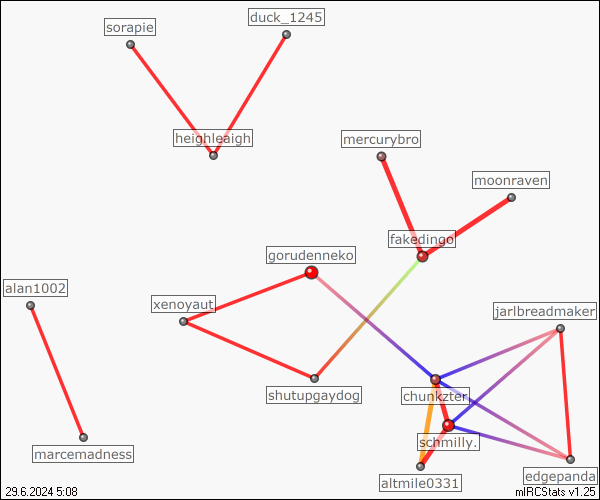 duck_1245
sorapie
heighleaigh
mercurybro
moonraven
fakedingo
gorudenneko
alan1002
xenoyaut
jarlbreadmaker
shutupgaydog
chunkzter
schmilly.
marcemadness
altmile0331
edgepanda
29.6.2024 5:08
mIRCStats v1.25